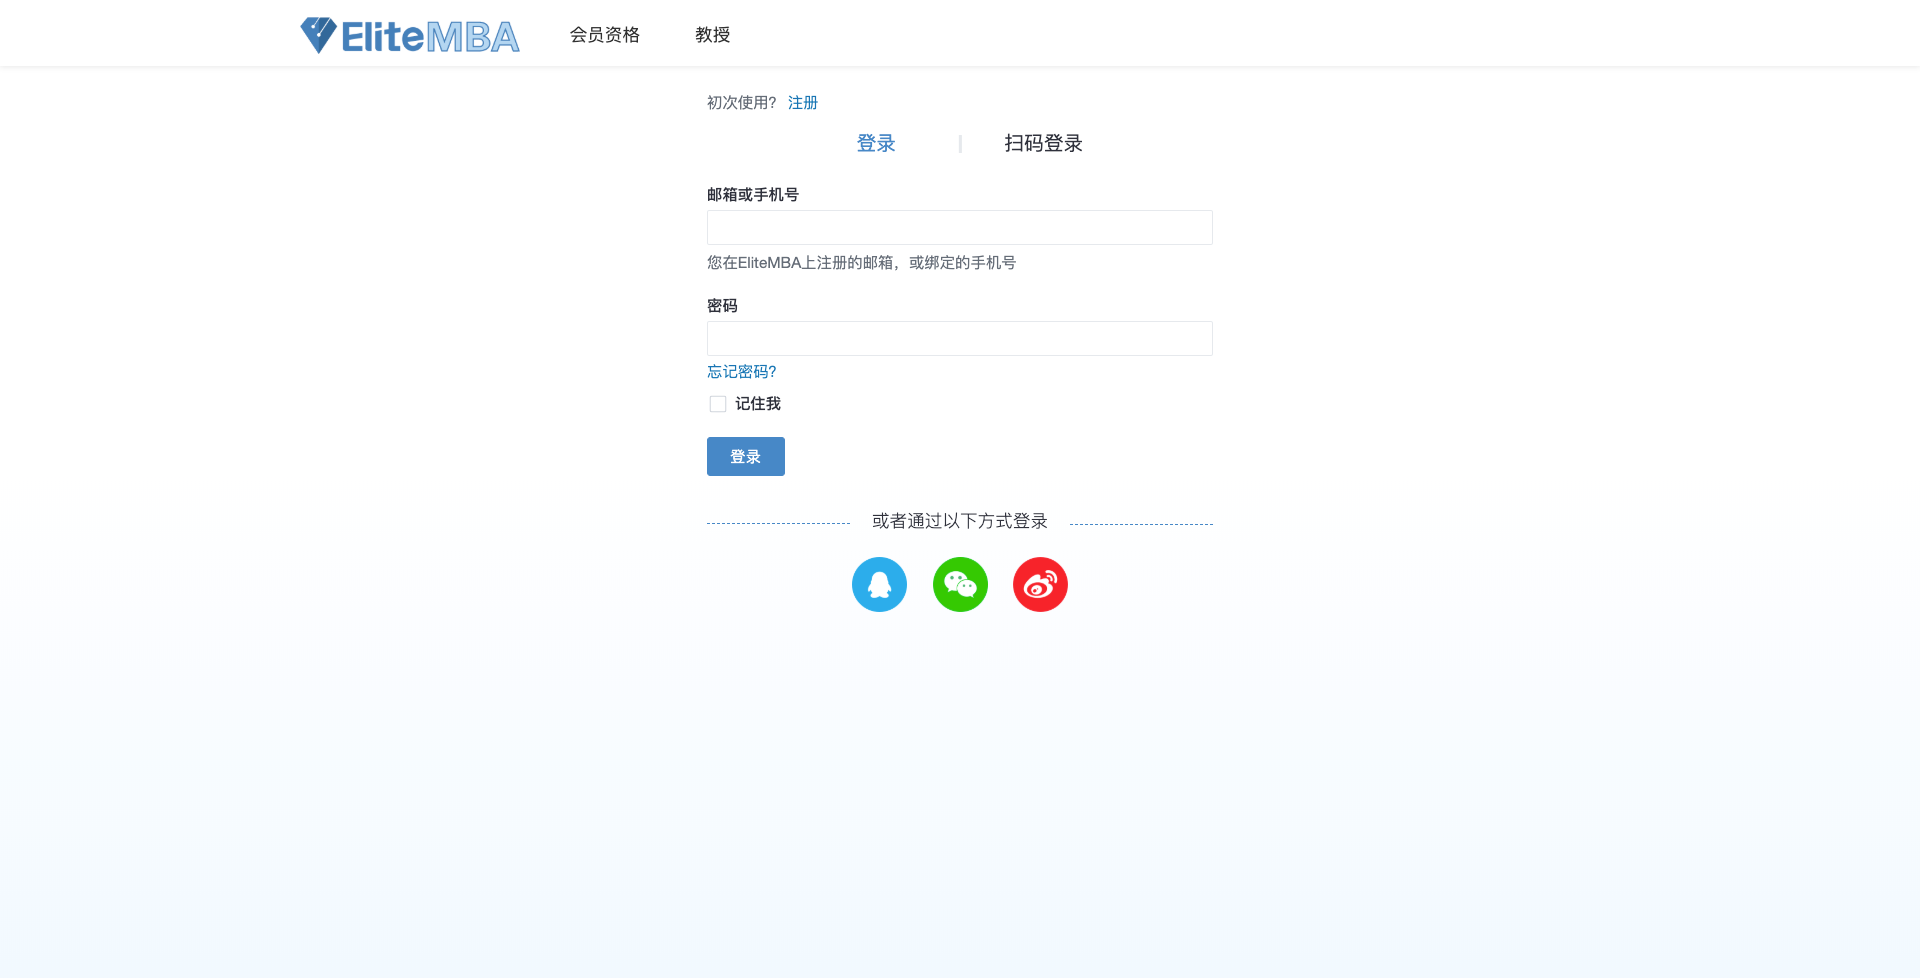 EliteMBA 会员资格 教授
初次使用? 注册
登录 扫码登录
邮箱或手机号
您在EliteMBA上注册的邮箱，或绑定的手机号
密码
忘记密码?
记住我
登录
或者通过以下方式登录